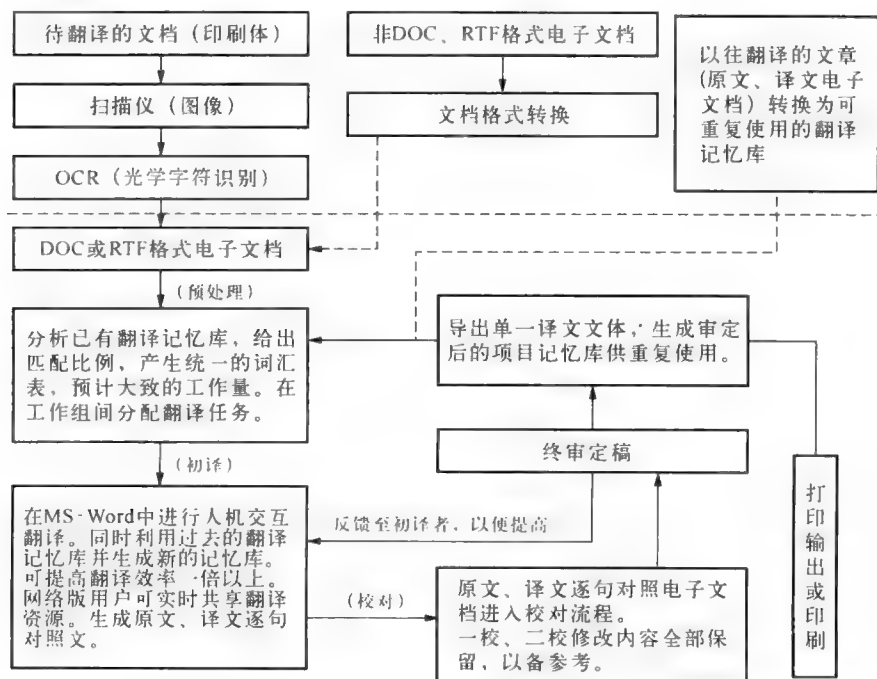 待翻译的文档（印刷体）
非DOC、RTF格式电子文档
以往翻译的文章
（原文、译文电子
文档）转换为可
重复使用的翻译
记忆库
扫描仪（图像）
文档格式转换
OCR（光学字符识别）
DOC或RTF格式电子文档
（预处理）
分析已有翻译记忆库，给出
匹配比例，产生统一的词汇
表，预计大致的工作量。在
工作组间分配翻译任务。
导出单一译文文体，生成审定
后的项目记忆库供重复使用。
（初译）
终审定稿
打印输出或印刷
在MS-Word中进行人机交互
翻译。同时利用过去的翻译
记忆库并生成新的记忆库。
可提高翻译效率一倍以上。
网络版用户可实时共享翻译
资源。生成原文、译文逐句
对照文。
反馈至初译者，以便提高
（校对）
原文、译文逐句对照电子文
档进入校对流程。
一校、二校修改内容全部保
留，以备参考。